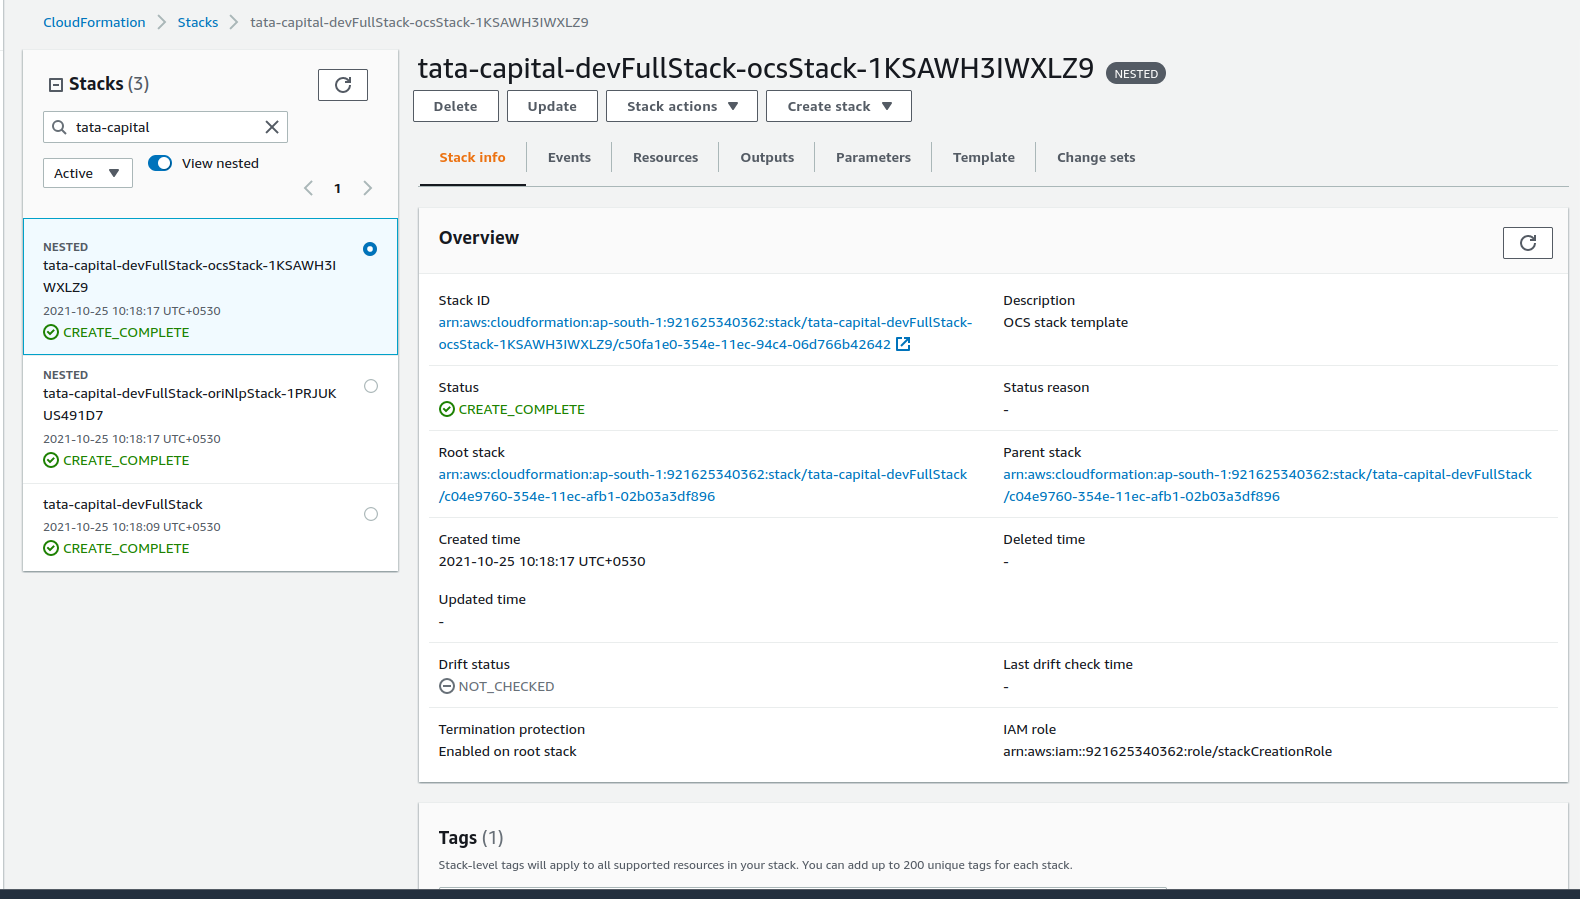 CloudFormation > Stacks > tata-capital-devFullStack-ocsStack-1KSAWH3IWXLZ9
Stacks (3)
tata-capital
Active
View nested
1
NESTED
tata-capital-devFullStack-ocsStack-1KSAWH3I
WXLZ9
2021-10-25 10:18:17 UTC+0530
CREATE_COMPLETE
NESTED
tata-capital-devFullStack-oriNlpStack-1PRJUK
US491D7
2021-10-25 10:18:17 UTC+0530
CREATE_COMPLETE
tata-capital-devFullStack
2021-10-25 10:18:09 UTC+0530
CREATE_COMPLETE
tata-capital-devFullStack-ocsStack-1KSAWH3IWXLZ9 NESTED
Delete Update Stack actions Create stack
Stack info Events Resources Outputs Parameters Template Change sets
Overview
Stack ID
arn:aws:cloudformation:ap-south-1:921625340362:stack/tata-capital-devFullStack-
ocsStack-1KSAWH3IWXLZ9/c50fa1e0-354e-11ec-94c4-06d766b42642
Description
OCS stack template
Status
CREATE_COMPLETE
Status reason
-
Root stack
arn:aws:cloudformation:ap-south-1:921625340362:stack/tata-capital-devFullStack
/c04e9760-354e-11ec-afb1-02b03a3df896
Parent stack
arn:aws:cloudformation:ap-south-1:921625340362:stack/tata-capital-devFullStack
/c04e9760-354e-11ec-afb1-02b03a3df896
Created time
2021-10-25 10:18:17 UTC+0530
Deleted time
-
Updated time
-
Drift status
NOT_CHECKED
Last drift check time
-
Termination protection
Enabled on root stack
IAM role
arn:aws:iam::921625340362:role/stackCreationRole
Tags (1)
Stack-level tags will apply to all supported resources in your stack. You can add up to 200 unique tags for each stack.